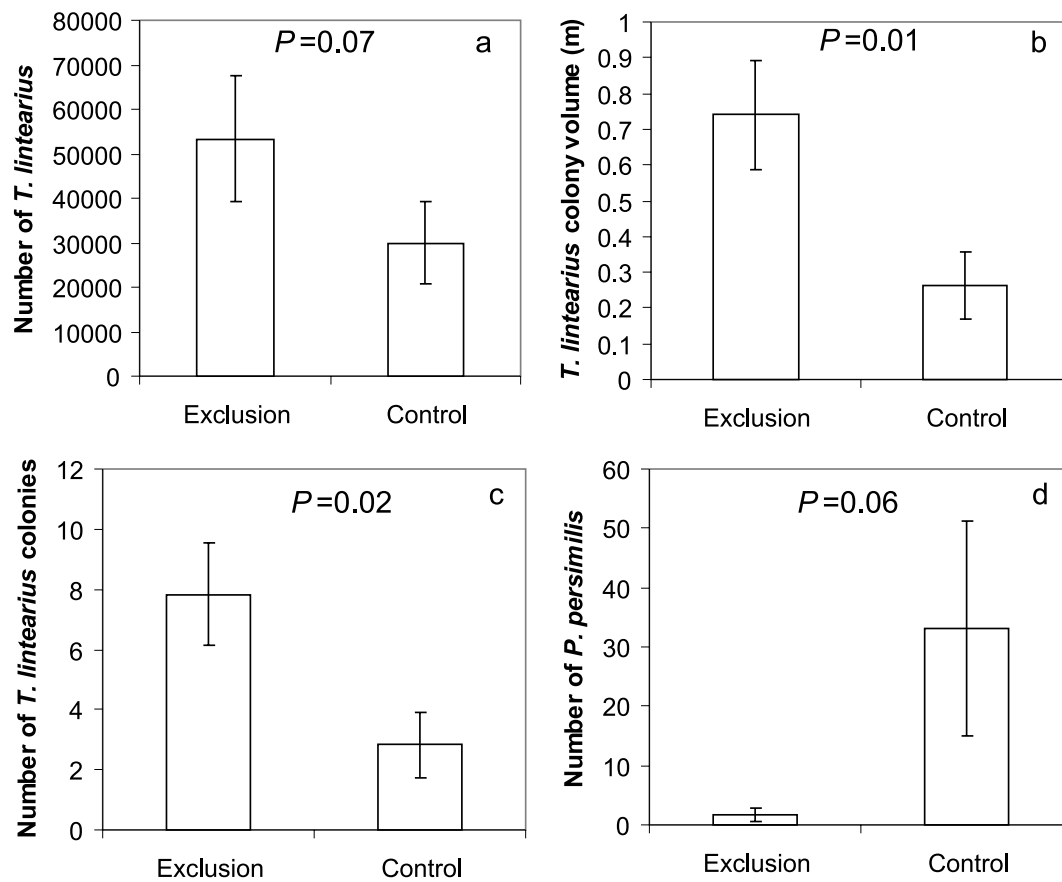 80000
70000
60000
50000
40000
30000
20000
10000
0
Number of T. lintearius
P=0.07
a
Exclusion Control
1
0.9
0.8
0.7
0.6
0.5
0.4
0.3
0.2
0.1
0
T. lintearius colony volume (m)
P=0.01
b
Exclusion Control
12
10
8
6
4
2
0
Number of T. lintearius colonies
P=0.02
c
Exclusion Control
60
50
40
30
20
10
0
Number of P. persimilis
P=0.06
d
Exclusion Control